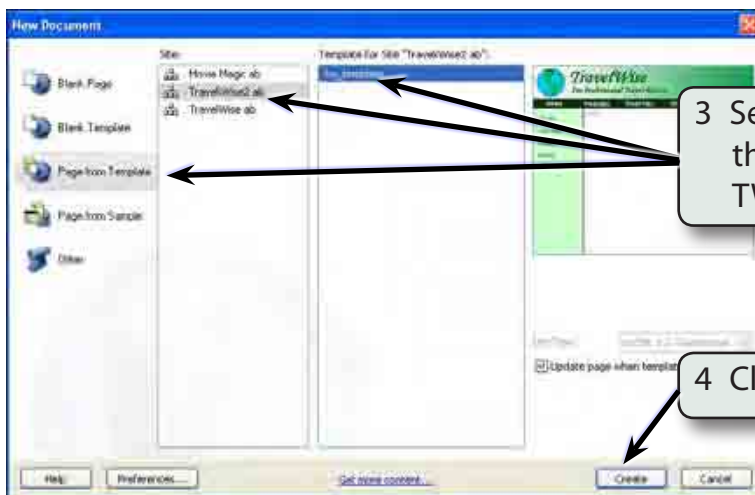 New Document
Site:
Template for Site "TravelWise2 ab":
Blank Page
Blank Template
Page from Template
Page from Sample
Other
Movie Magic ab
TravelWise2 ab
TravelWise ab
TravelWise
3 Se
th
TV
Update page when templat
4 Cl
Help
Preferences...
Get more content...
Create
Cancel